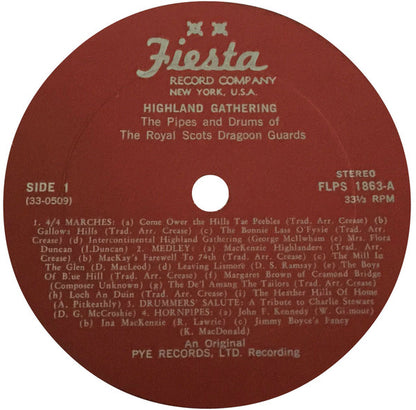 Fiesta
RECORD COMPANY
NEW YORK, U.S.A.
HIGHLAND GATHERING
The Pipes and Drums of
The Royal Scots Dragoon Guards
SIDE 1
(33-0509)
STEREO
FLPS 1863-A
33⅓ RPM
1. 4/4 MARCHES: (a) Come Over the Hills Tae Peebles (Trad. Arr. Crease) (b)
Gallows Hills (Trad. Arr. Crease) (c) The Bonnie Lass O'Fyvie (Trad. Arr.
Crease) (d) Intercontinental Highland Gathering (George McIlwham (e) Mrs. Flora
Duncan (I.Duncan) 2. MEDLEY: (a) MacKenzie Highlanders (Trad. Arr. Crease)
(b) MacKay's Farewell To 74th (Trad. Arr. Crease) (c) The Mill In
The Glen (D. MacLeod) (d) Leaving Lismore (D. S. Ramsay) (e) The Boys
Of Blue Hill (Trad. Arr. Crease) (f) Margaret Brown of Cramond Bridge
(Composer Unknown) (g) The De'l Amang The Tailors (Trad. Arr. Crease) (h)
Loch An Duin (Trad. Arr. Crease) (i) The Heather Hills Of Home
(A. Pitkeathly) 3. DRUMMERS' SALUTE: A Tribute to Charlie Stewart
(D. G. McCroskie) 4. HORNPIPES: (a) John F. Kennedy (W. Gilmour)
(b) Ina MacKenzie (R. Lawrie) (c) Jimmy Boyce's Fancy
(K. MacDonald)
An Original
PYE RECORDS, LTD. Recording